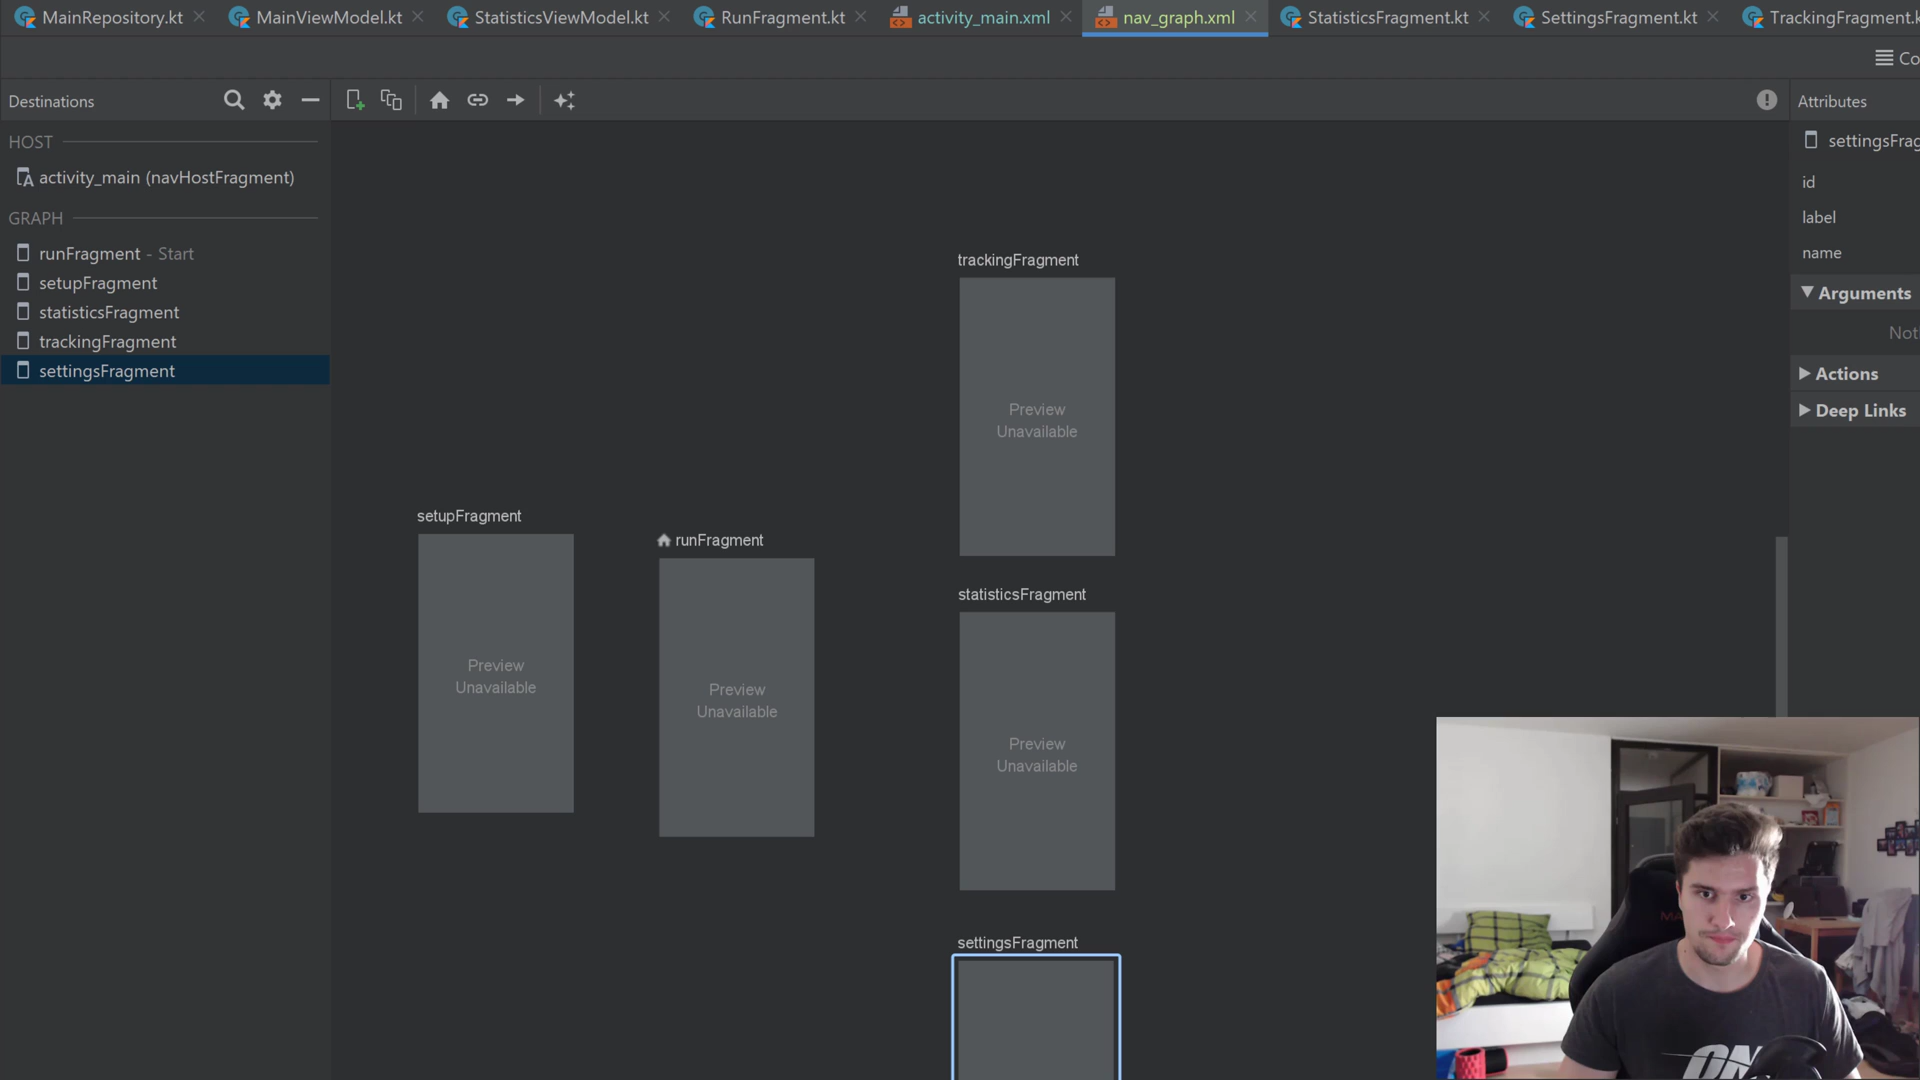 MainRepository.kt
MainViewModel.kt
StatisticsViewModel.kt
RunFragment.kt
activity_main.xml
nav_graph.xml
StatisticsFragment.kt
SettingsFragment.kt
TrackingFragment.k
Co
Destinations
Attributes
HOST
activity_main (navHostFragment)
GRAPH
runFragment - Start
setupFragment
statisticsFragment
trackingFragment
settingsFragment
trackingFragment
Preview
Unavailable
setupFragment
Preview
Unavailable
runFragment
Preview
Unavailable
statisticsFragment
Preview
Unavailable
settingsFragment
settingsFrag
id
label
name
Arguments
Not
Actions
Deep Links
ON